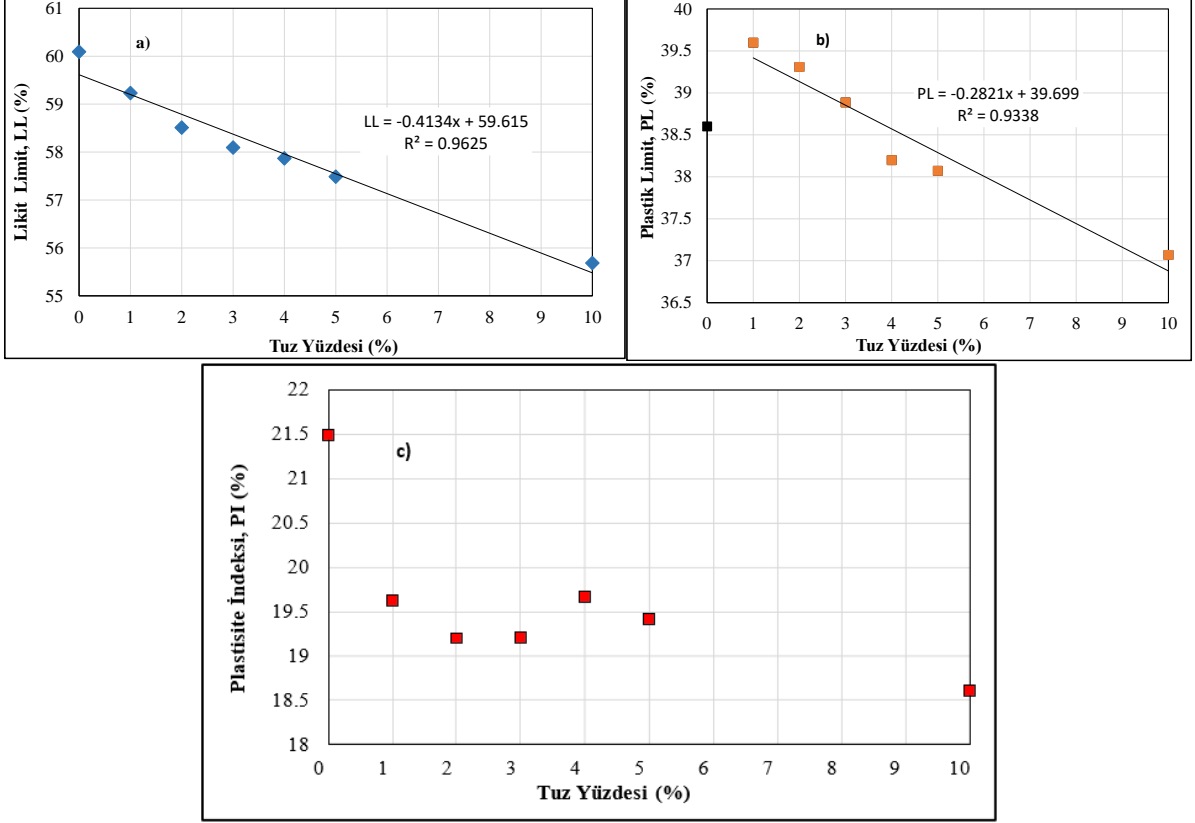 a)
61
60
59
58
57
56
55
0 1 2 3 4 5 6 7 8 9 10
Likit Limit, LL (%)
Tuz Yüzdesi (%)
LL = -0.4134x + 59.615
R² = 0.9625
b)
40
39.5
39
38.5
38
37.5
37
36.5
0 1 2 3 4 5 6 7 8 9 10
Plastik Limit, PL (%)
Tuz Yüzdesi (%)
PL = -0.2821x + 39.699
R² = 0.9338
c)
22
21.5
21
20.5
20
19.5
19
18.5
18
0 1 2 3 4 5 6 7 8 9 10
Plastisite İndeksi, PI (%)
Tuz Yüzdesi (%)